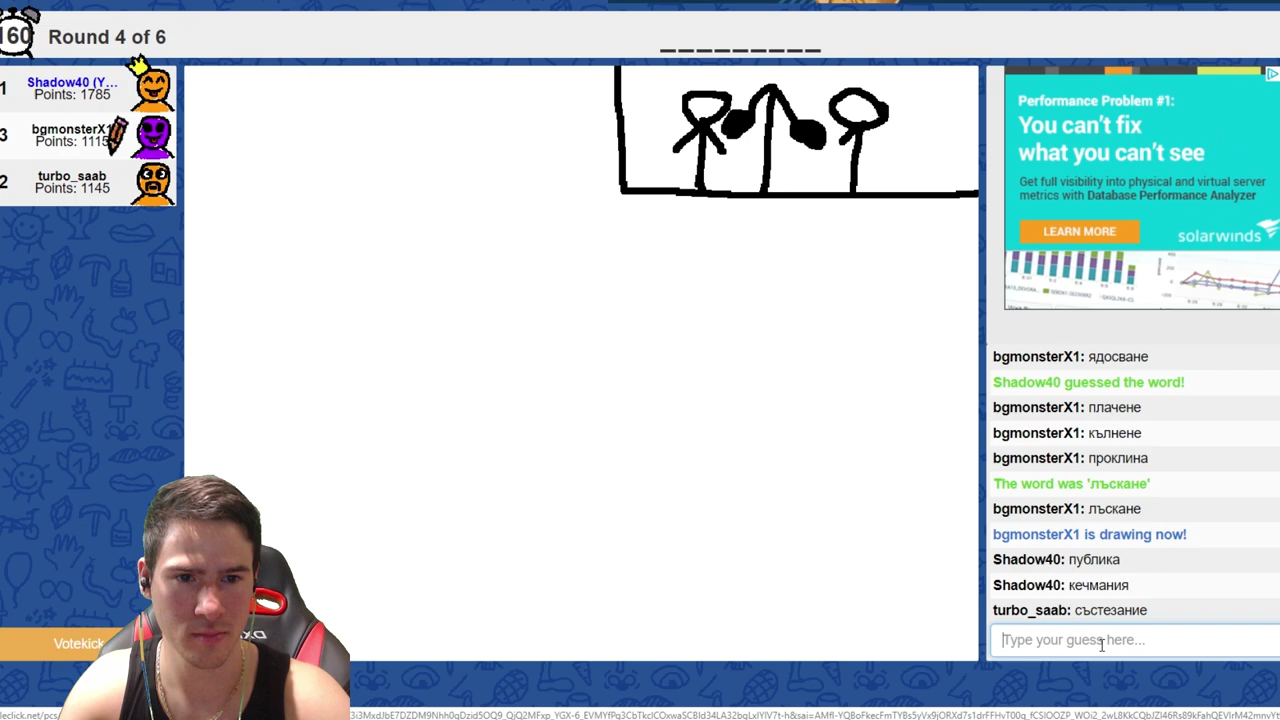 160
Round 4 of 6
_ _ _ _ _ _ _ _ _ _
1
Shadow40 (Y...
Points: 1785
3
bgmonsterX1
Points: 1115
2
turbo_saab
Points: 1145
Performance Problem #1:
You can't fix
what you can't see
Get full visibility into physical and virtual server
metrics with Database Performance Analyzer
LEARN MORE
solarwinds
bgmonsterX1: ядосване
Shadow40 guessed the word!
bgmonsterX1: плачене
bgmonsterX1: кълнене
bgmonsterX1: проклина
The word was 'лъскане'
bgmonsterX1: лъскане
bgmonsterX1 is drawing now!
Shadow40: публика
Shadow40: кечмания
turbo_saab: състезание
Type your guess here...
Votekick